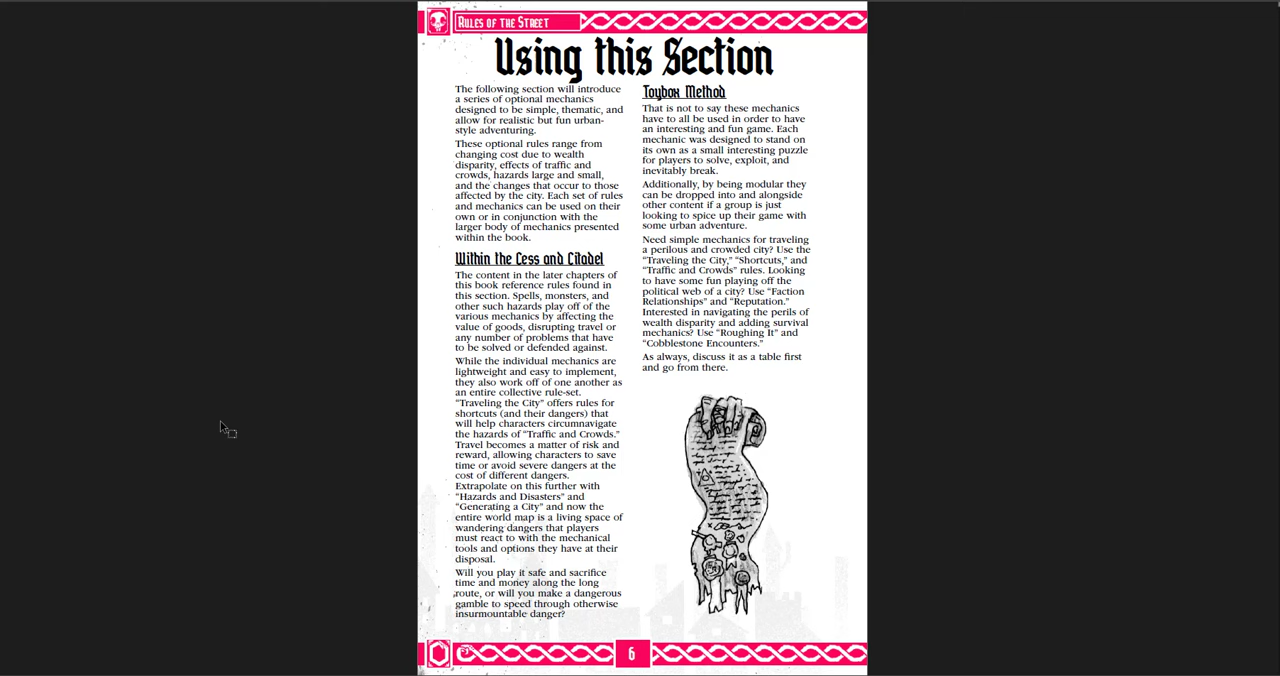 Rules of the Street
Using this Section
The following section will introduce
a series of optional mechanics
designed to be simple, thematic, and
allow for realistic but fun urban-
style adventuring.
These optional rules range from
changing cost due to wealth
disparity, effects of traffic and
crowds, hazards large and small,
and the changes that occur to those
affected by the city. Each set of rules
and mechanics can be used on their
own or in conjunction with the
larger body of mechanics presented
within the book.
Within the Cess and Citadel
The content in the later chapters of
this book reference rules found in
this section. Spells, monsters, and
other such hazards play off of the
various mechanics by affecting the
value of goods, disrupting travel or
any number of problems that have
to be solved or defended against.
While the individual mechanics are
lightweight and easy to implement,
they also work off of one another as
an entire collective rule-set.
“Traveling the City” offers rules for
shortcuts (and their dangers) that
will help characters circumnavigate
the hazards of “Traffic and Crowds.”
Travel becomes a matter of risk and
reward, allowing characters to save
time or avoid severe dangers at the
cost of different dangers.
Extrapolate on this further with
“Hazards and Disasters” and
“Generating a City” and now the
entire world map is a living space of
wandering dangers that players
must react to with the mechanical
tools and options they have at their
disposal.
Will you play it safe and sacrifice
time and money along the long
route, or will you make a dangerous
gamble to speed through otherwise
insurmountable danger?
Toybox Method
That is not to say these mechanics
have to all be used in order to have
an interesting and fun game. Each
mechanic was designed to stand on
its own as a small interesting puzzle
for players to solve, exploit, and
inevitably break.
Additionally, by being modular they
can be dropped into and alongside
other content if a group is just
looking to spice up their game with
some urban adventure.
Need simple mechanics for traveling
a perilous and crowded city? Use the
“Traveling the City,” “Shortcuts,” and
“Traffic and Crowds” rules. Looking
to have some fun playing off the
political web of a city? Use “Faction
Relationships” and “Reputation.”
Interested in navigating the perils of
wealth disparity and adding survival
mechanics? Use “Roughing It” and
“Cobblestone Encounters.”
As always, discuss it as a table first
and go from there.
6